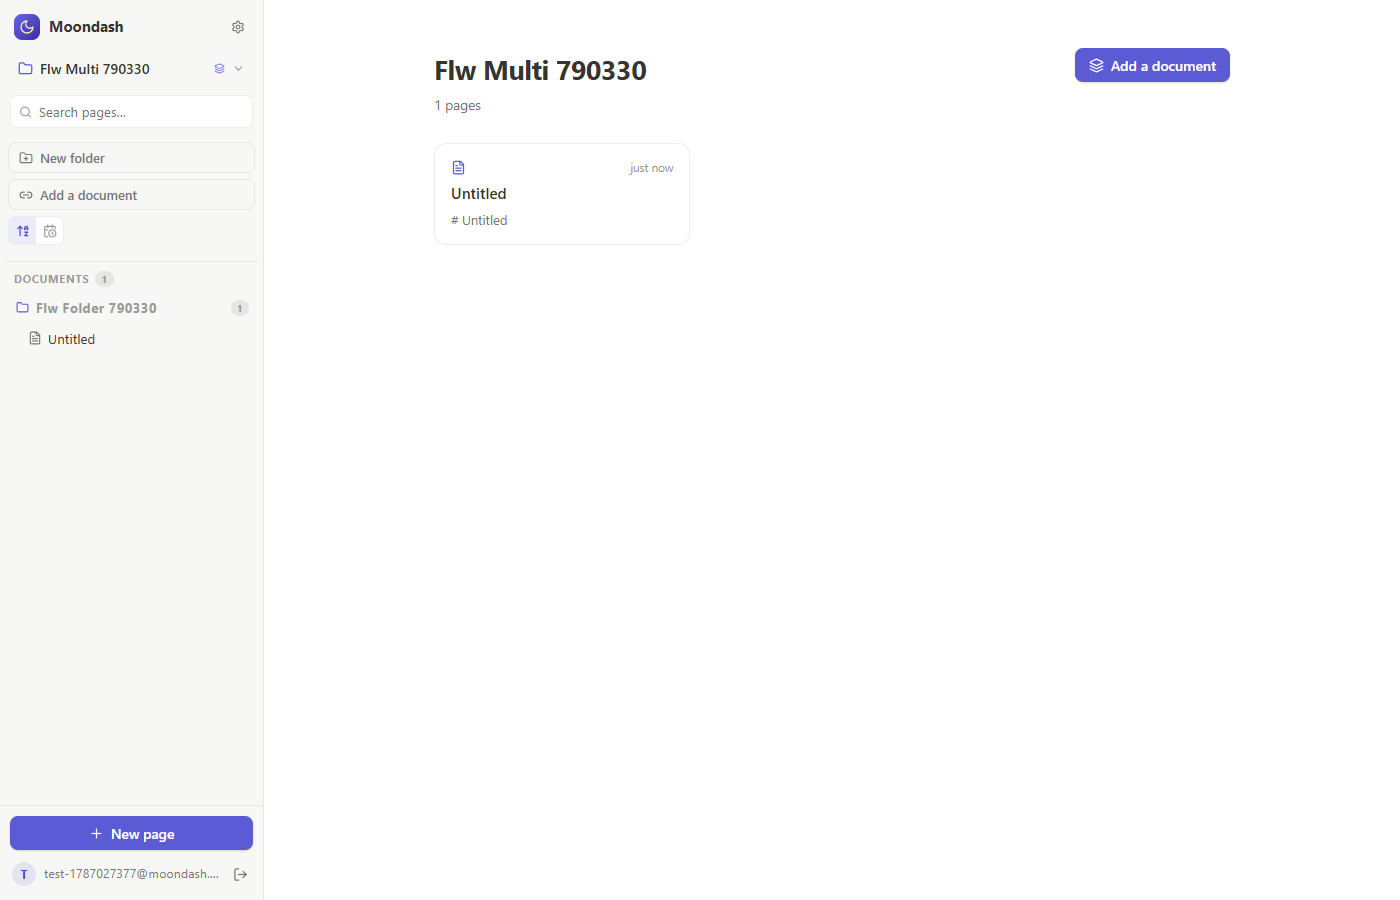 Moondash
Flw Multi 790330
Search pages...
New folder
Add a document
DOCUMENTS 1
Flw Folder 790330 1
Untitled
New page
T test-1787027377@moondash....
Flw Multi 790330
1 pages
Add a document
just now
Untitled
# Untitled